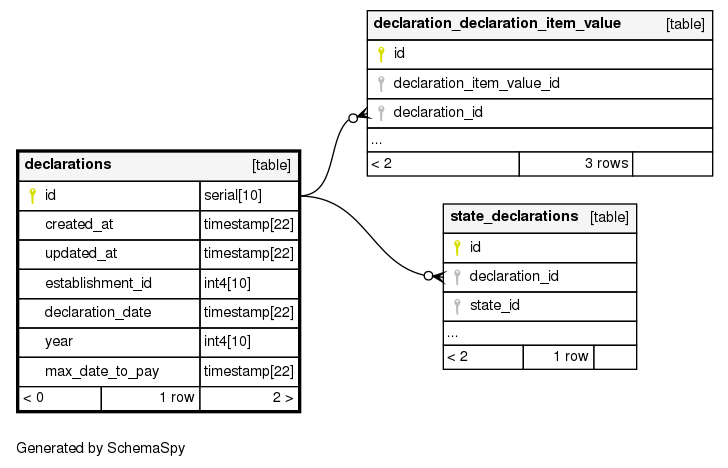 declaration_declaration_item_value [table]
id
declaration_item_value_id
declaration_id
...
< 2 3 rows
declarations [table]
id serial[10]
created_at timestamp[22]
updated_at timestamp[22]
establishment_id int4[10]
declaration_date timestamp[22]
year int4[10]
max_date_to_pay timestamp[22]
< 0 1 row 2 >
state_declarations [table]
id
declaration_id
state_id
...
< 2 1 row
Generated by SchemaSpy